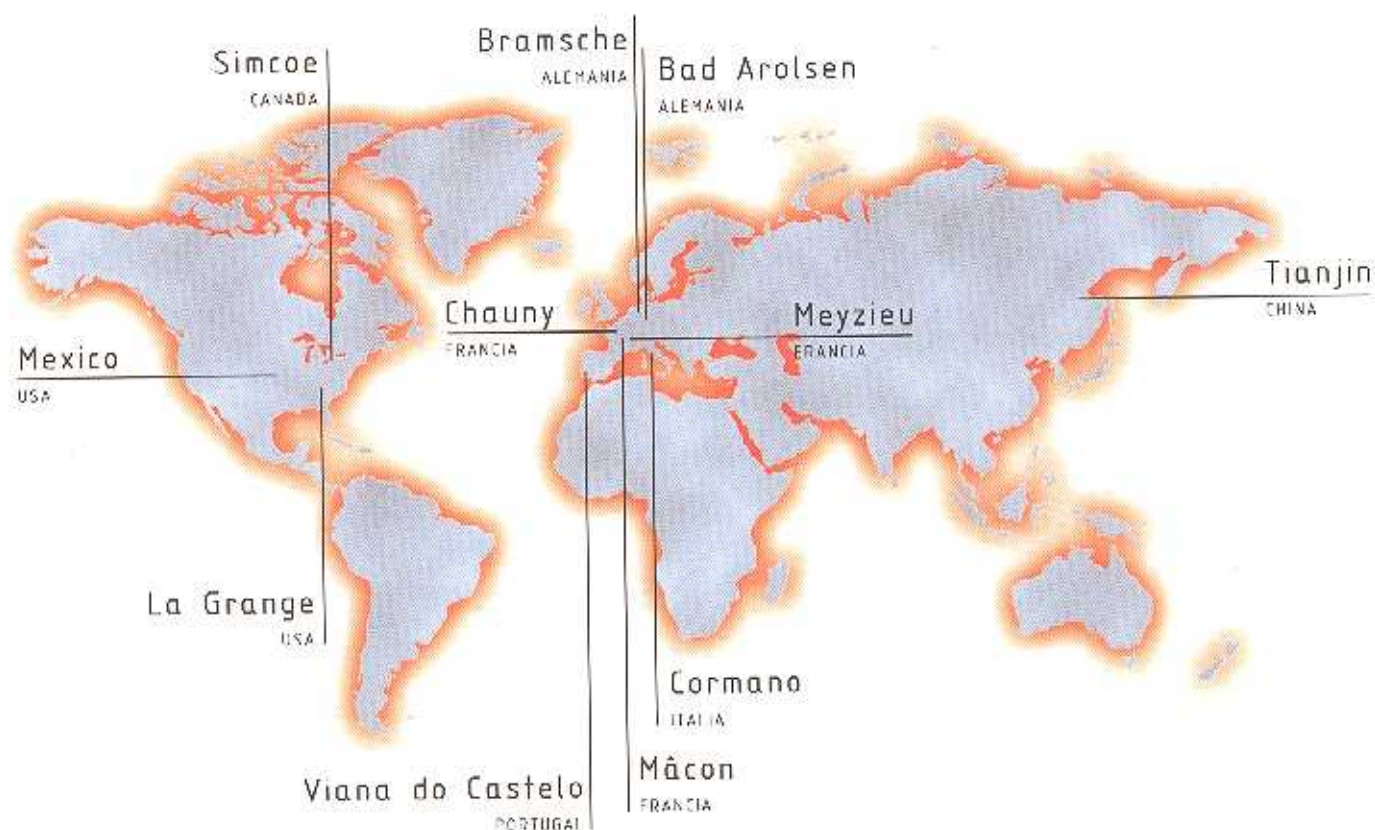 Bramsche
ALEMANIA
Simcoe
CANADA
Bad Arolsen
ALEMANIA
Tianjin
CHINA
Chauny
FRANCIA
Meyzieu
FRANCIA
Mexico
USA
La Grange
USA
Cormano
ITALIA
Mâcon
FRANCIA
Viana do Castelo
PORTUGAL